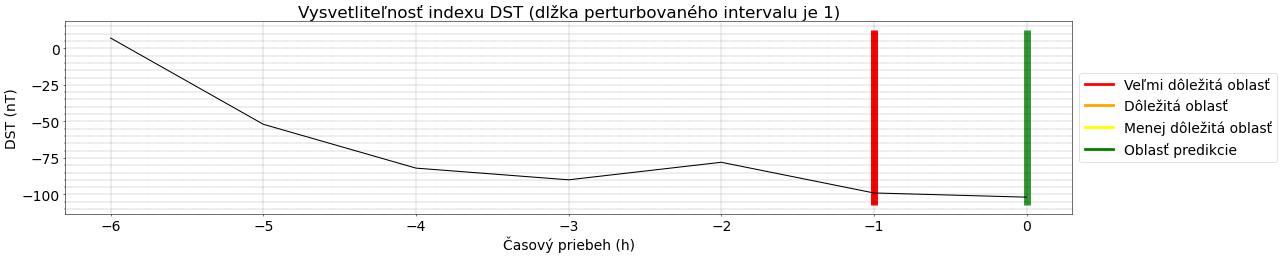 Vysvetliteľnosť indexu DST (dĺžka perturbovaného intervalu je 1)
DST (nT)
0
−25
−50
−75
−100
−6 −5 −4 −3 −2 −1 0
Časový priebeh (h)
Veľmi dôležitá oblasť
Dôležitá oblasť
Menej dôležitá oblasť
Oblasť predikcie